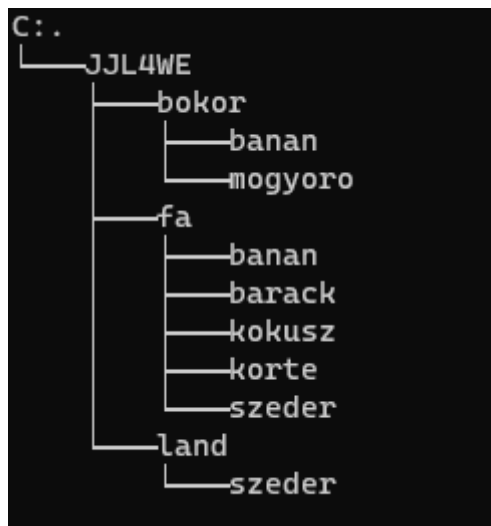 C:.
└───JJL4WE
    ├───bokor
    │   ├───banan
    │   └───mogyoro
    ├───fa
    │   ├───banan
    │   ├───barack
    │   ├───kokusz
    │   ├───korte
    │   └───szeder
    └───land
        └───szeder